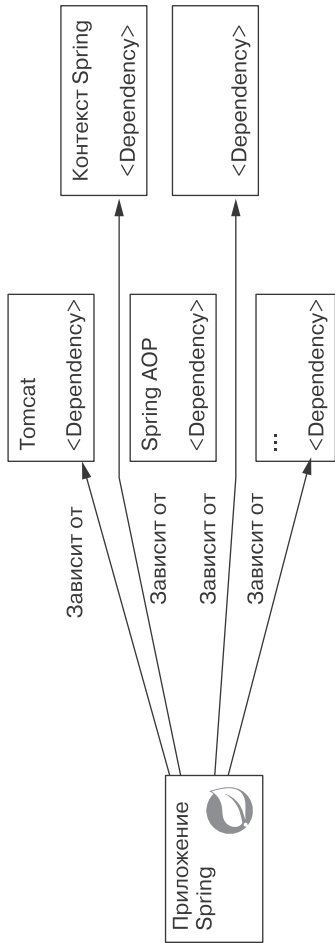 Приложение
Spring
Зависит от
Зависит от
Зависит от
Зависит от
Tomcat
<Dependency>
Spring AOP
<Dependency>
...
<Dependency>
Контекст Spring
<Dependency>
<Dependency>